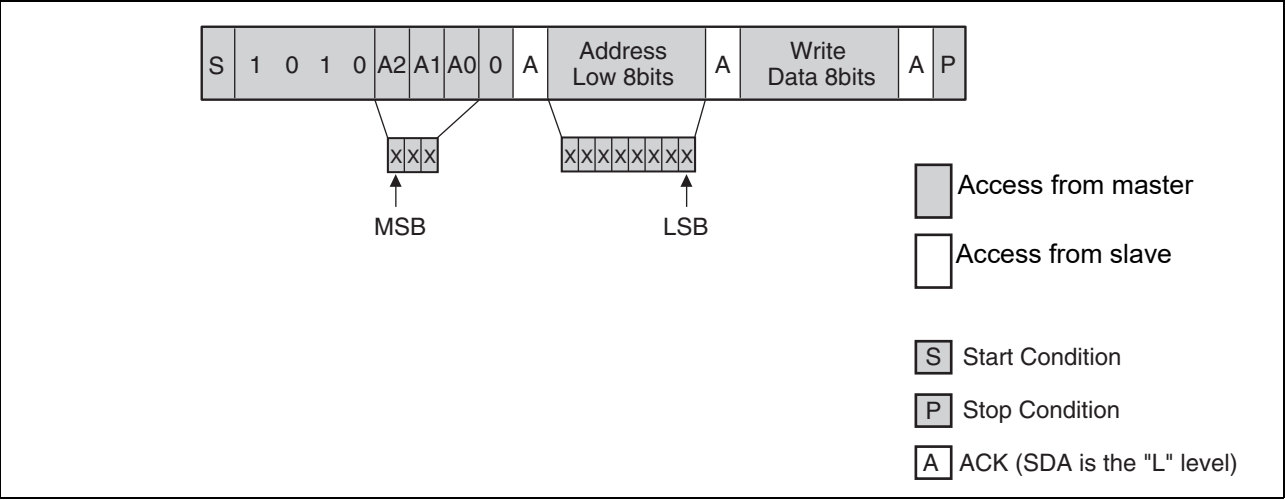 S 1 0 1 0 A2 A1 A0 0 A Address Low 8bits A Write Data 8bits A P
X X X
X X X X X X X X
MSB
LSB
Access from master
Access from slave
S Start Condition
P Stop Condition
A ACK (SDA is the "L" level)